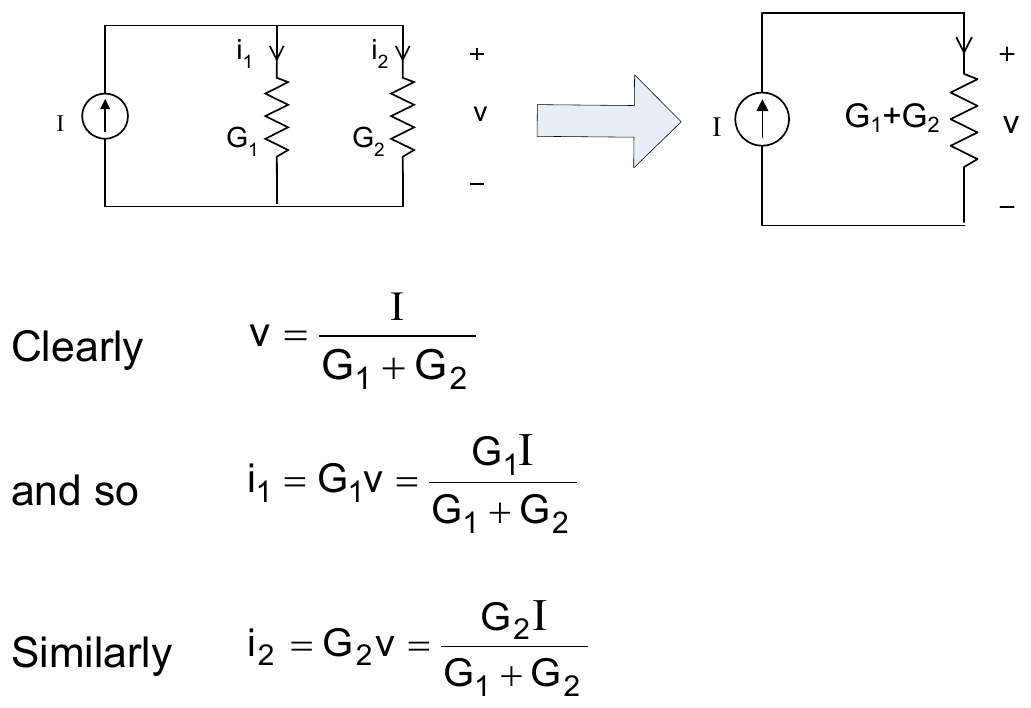 i₁ i₂ +
I G₁ G₂ v
−
+
I G₁+G₂ v
−
Clearly v = I / (G₁ + G₂)
and so i₁ = G₁v = G₁I / (G₁ + G₂)
Similarly i₂ = G₂v = G₂I / (G₁ + G₂)